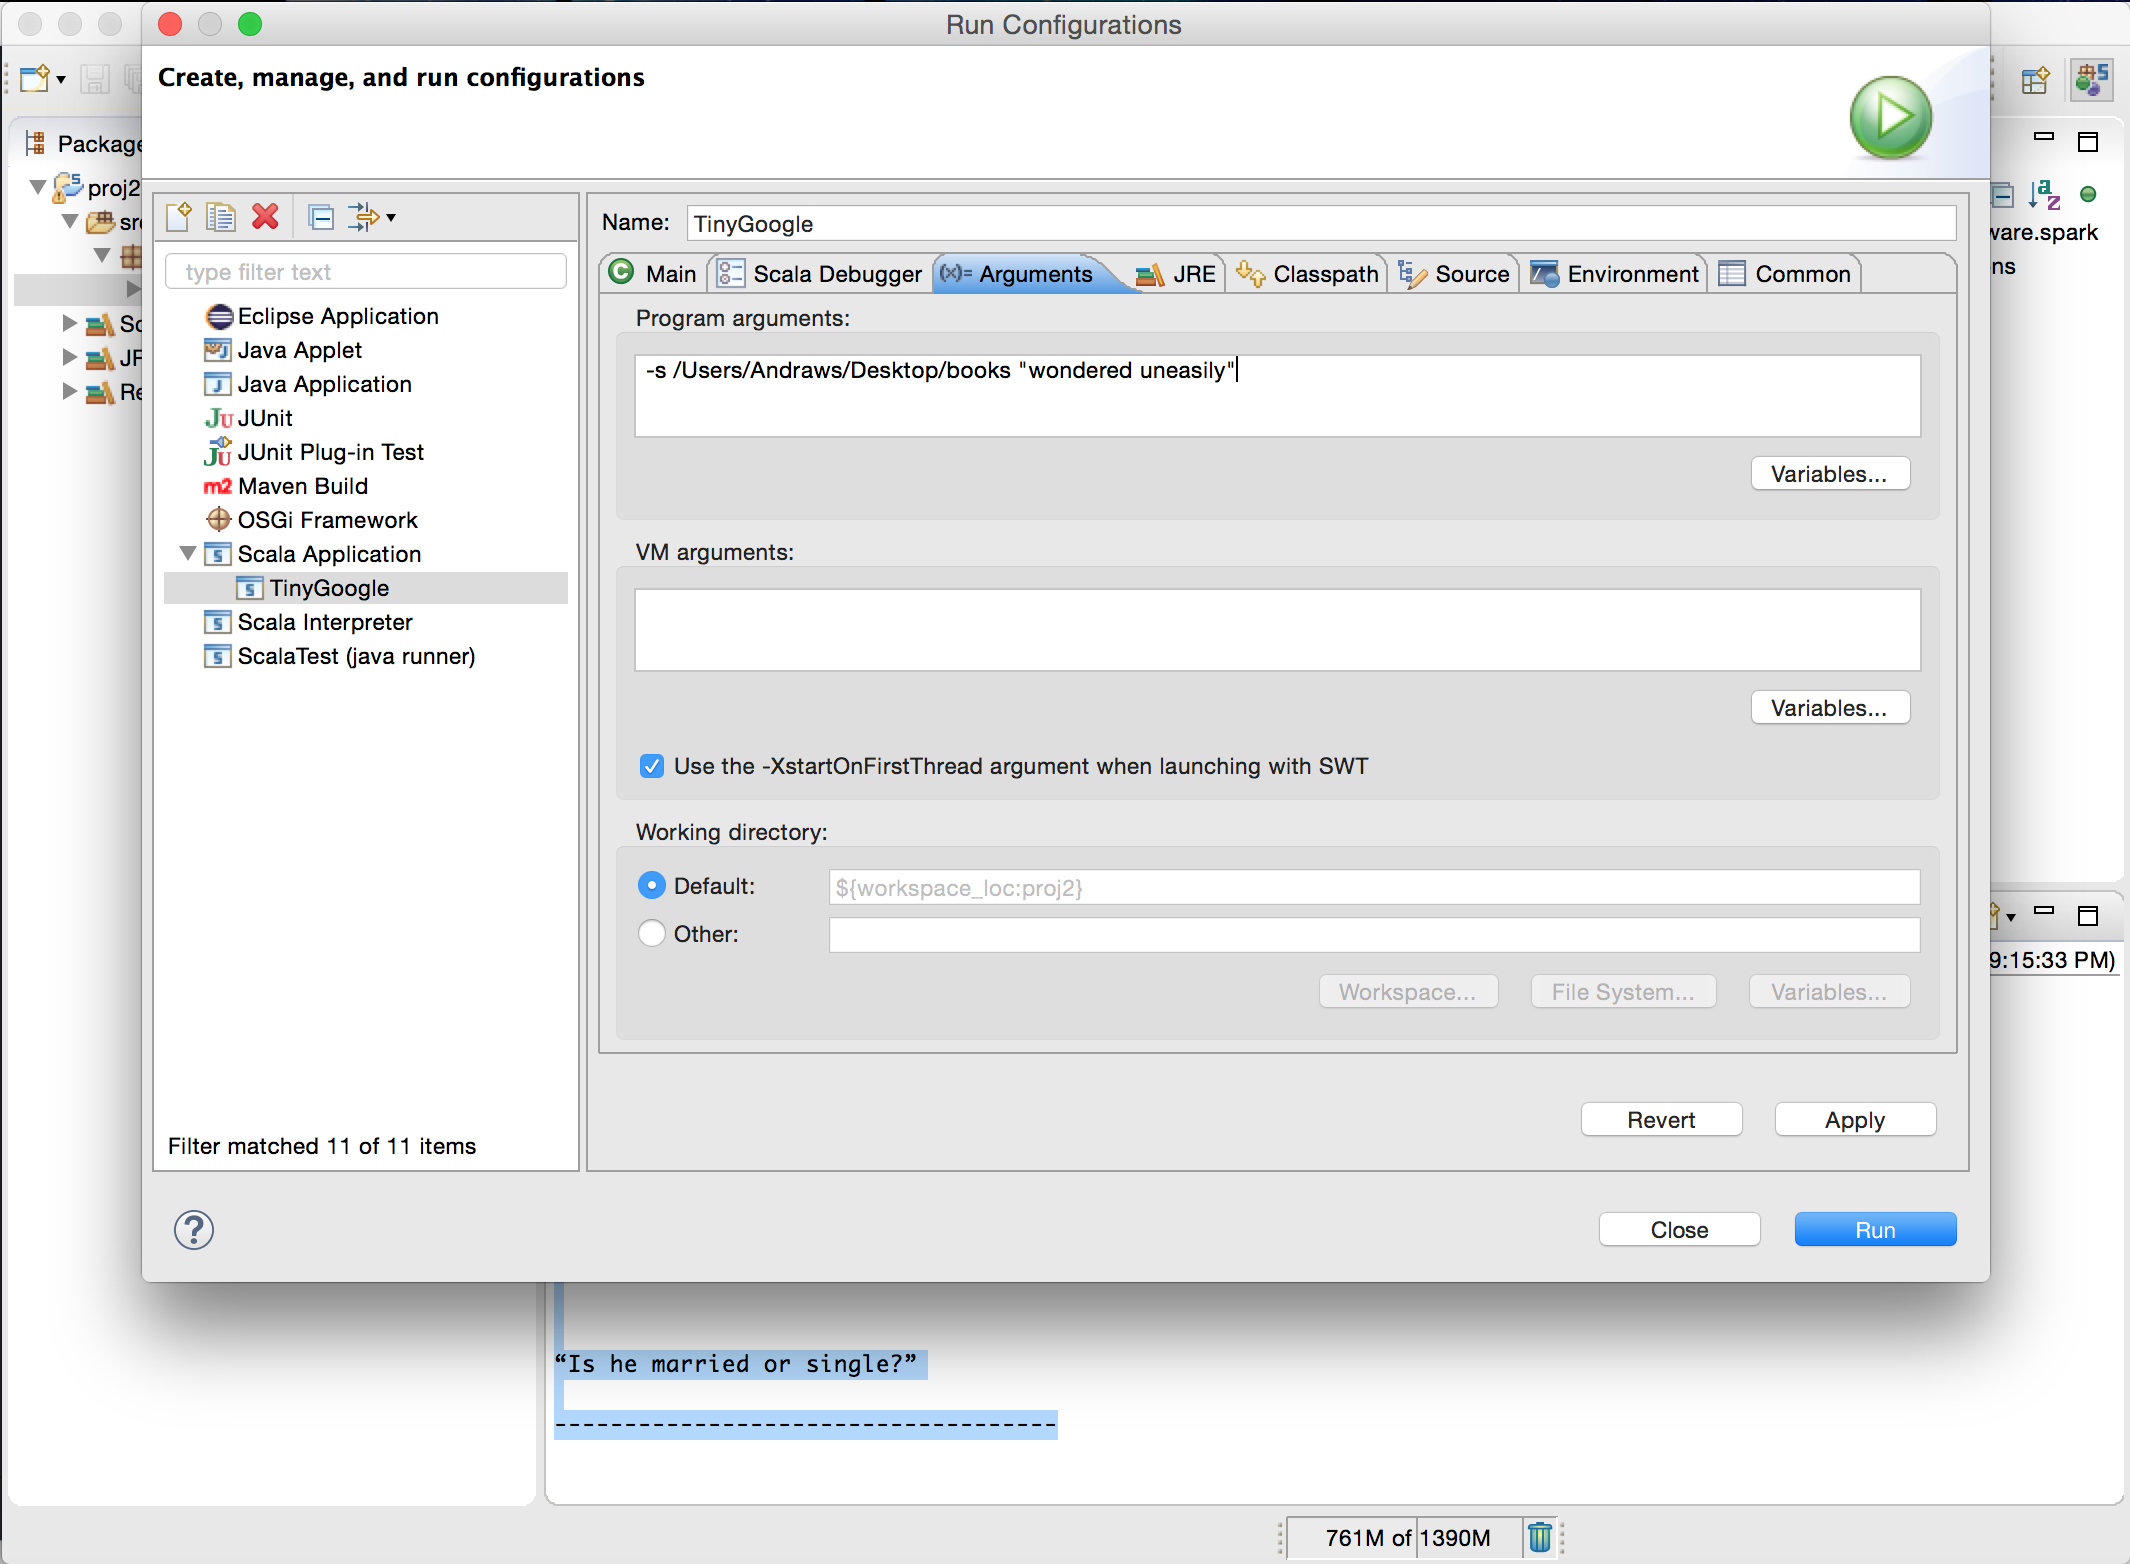 Run Configurations
Create, manage, and run configurations
Package
proj2
Name: TinyGoogle
type filter text
Main
Scala Debugger
(x)= Arguments
JRE
Classpath
Source
Environment
Common
Eclipse Application
Java Applet
Java Application
JUnit
JUnit Plug-in Test
Maven Build
OSGi Framework
Scala Application
TinyGoogle
Scala Interpreter
ScalaTest (java runner)
Filter matched 11 of 11 items
Program arguments:
-s /Users/Andraws/Desktop/books "wondered uneasily"
Variables...
VM arguments:
Variables...
Use the -XstartOnFirstThread argument when launching with SWT
Working directory:
Default: ${workspace_loc:proj2}
Other:
Workspace... File System... Variables...
Revert Apply
Close Run
ware.spark
ns
9:15:33 PM)
“Is he married or single?”
------------------------------------
761M of 1390M